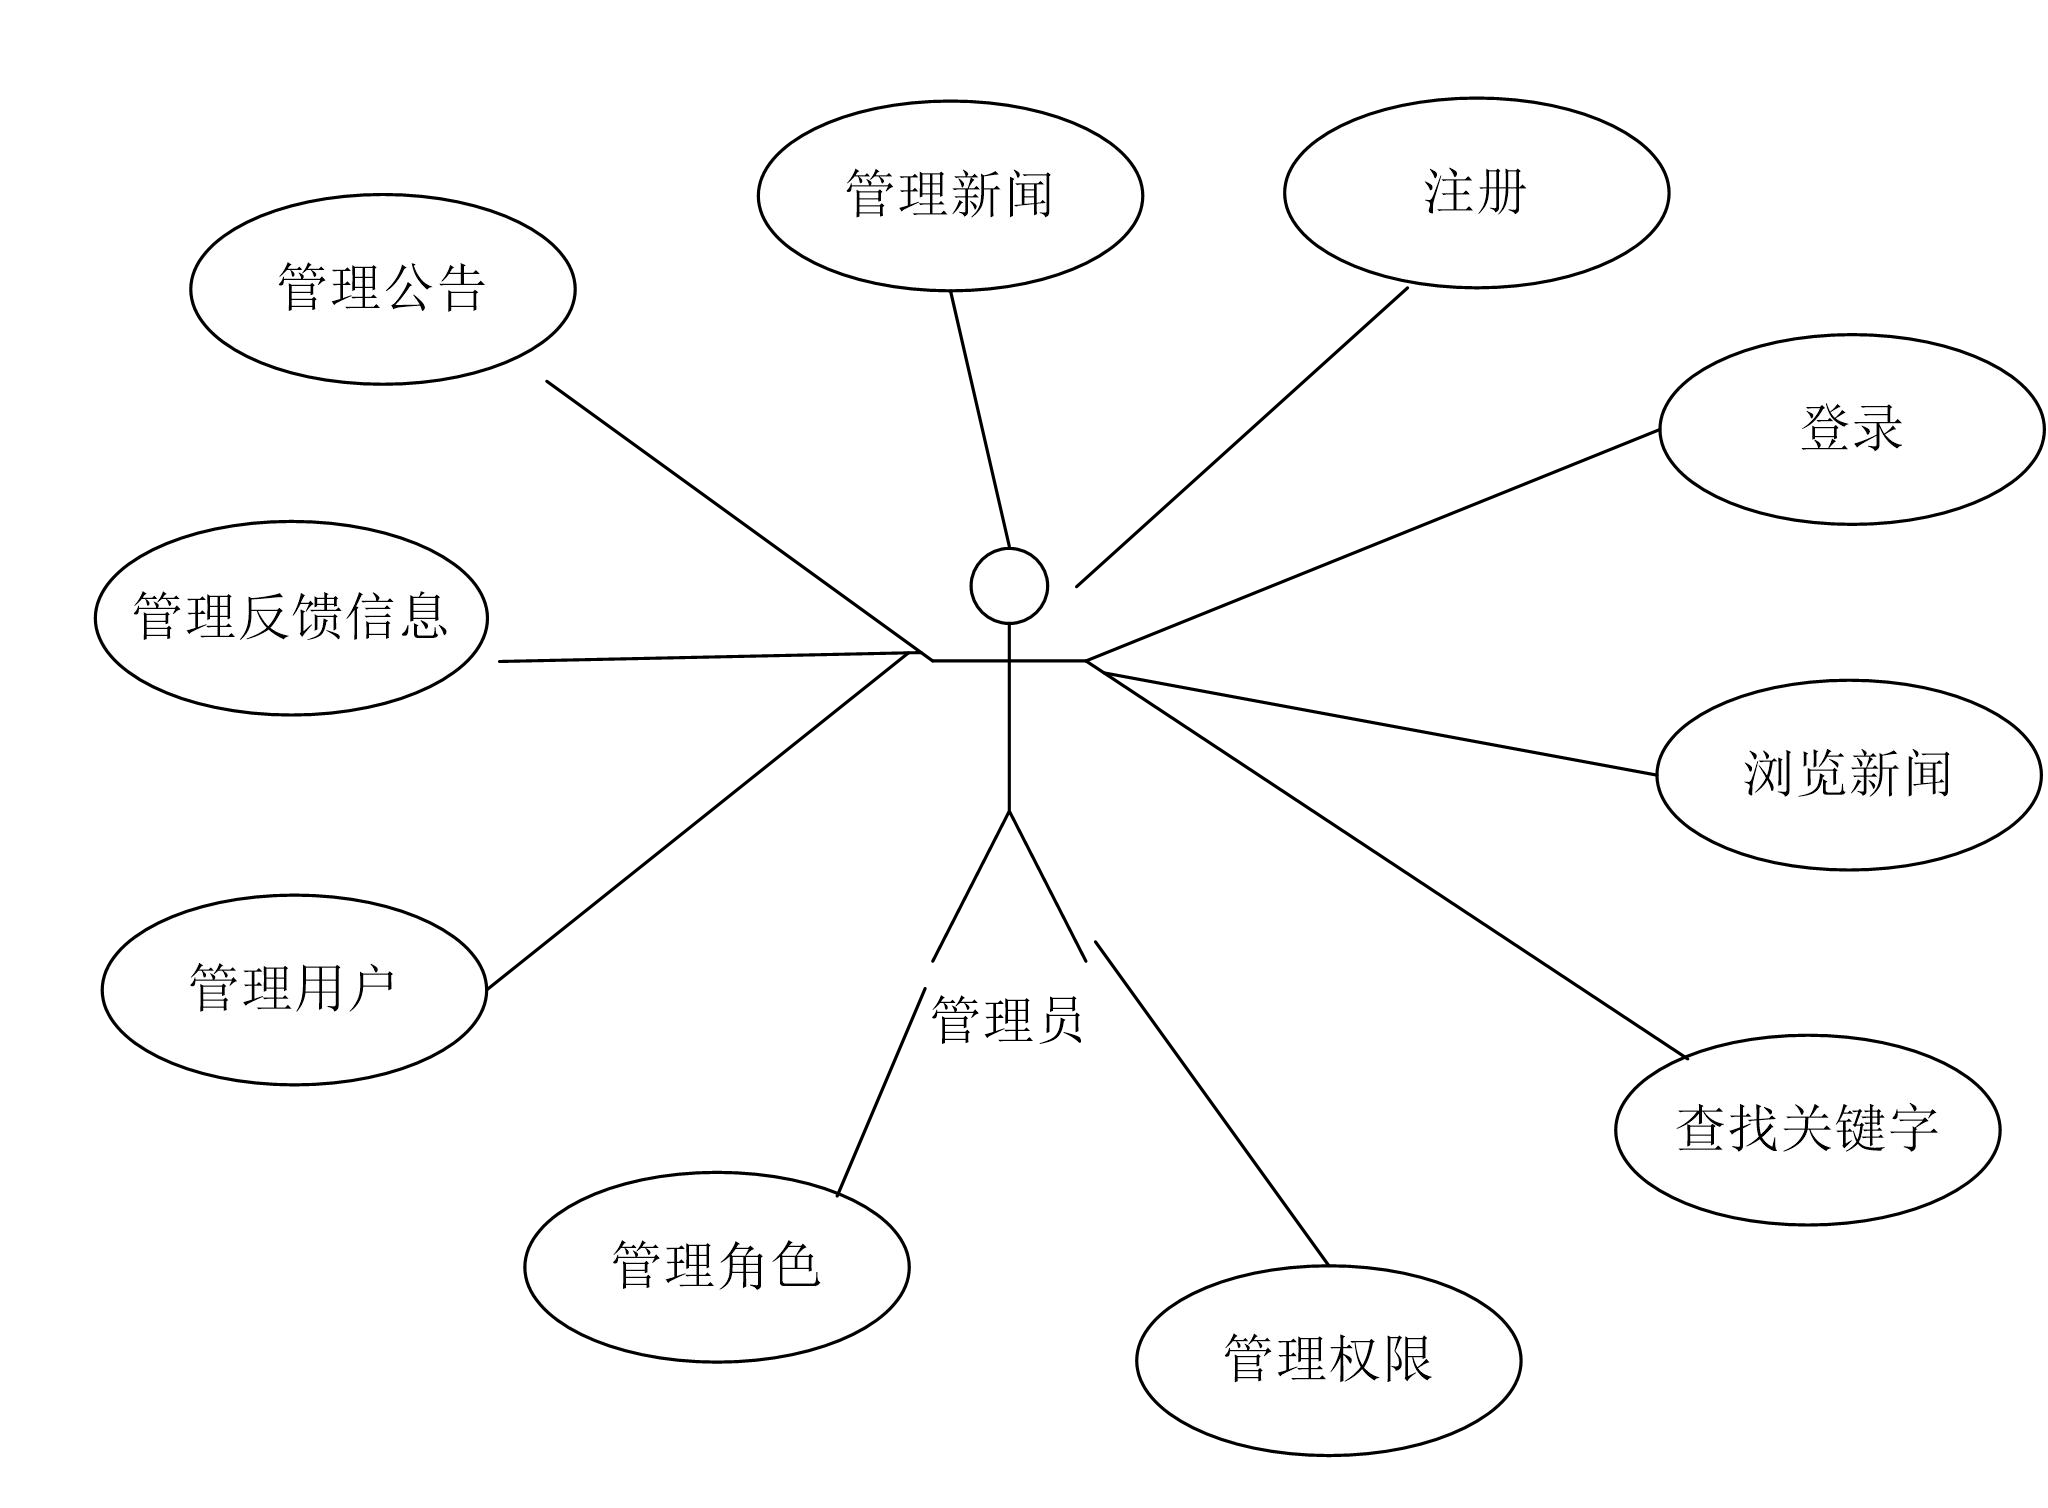 管理新闻
注册
管理公告
登录
管理反馈信息
浏览新闻
管理用户
管理员
查找关键字
管理角色
管理权限